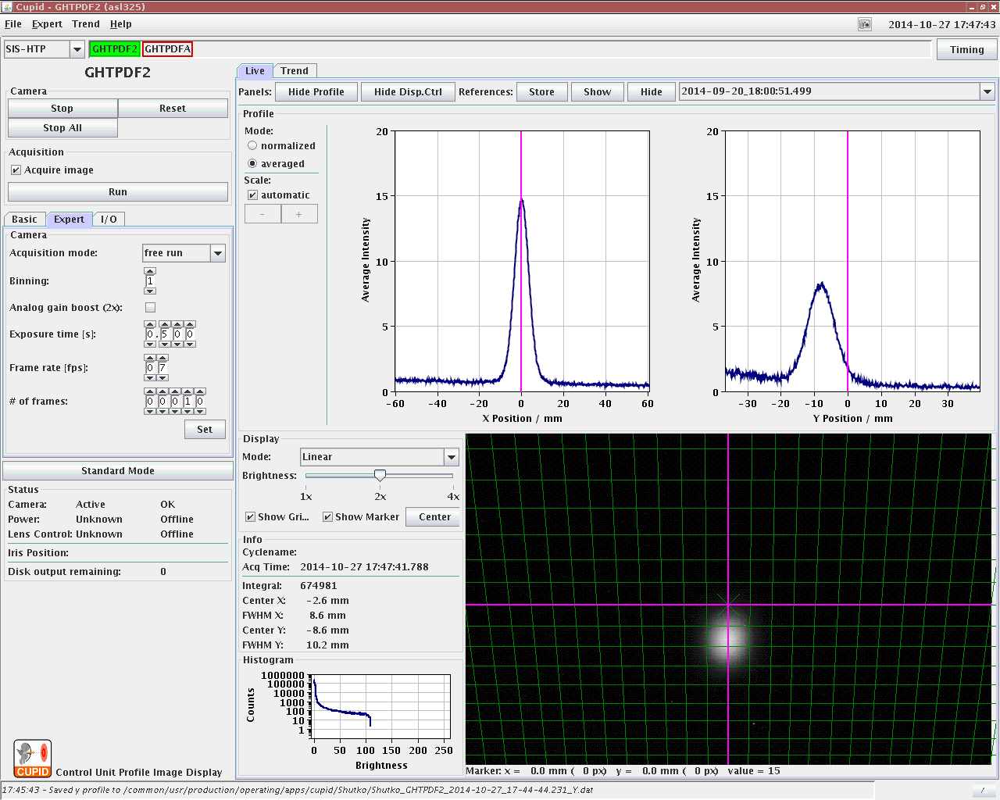 Cupid - GHTPDF2 (asl325)
File Expert Trend Help
2014-10-27 17:47:43
SIS-HTP GHTPDF2 GHTPDFA Timing
GHTPDF2
Camera
Stop Reset
Stop All
Acquisition
Acquire image
Run
Basic Expert I/O
Camera
Acquisition mode: free run
Binning: 1
Analog gain boost (2x):
Exposure time [s]: 0.500
Frame rate [fps]: 07
# of frames: 00010
Set
Standard Mode
Status
Camera: Active OK
Power: Unknown Offline
Lens Control: Unknown Offline
Iris Position:
Disk output remaining: 0
CUPID
Control Unit Profile Image Display
Live Trend
Panels: Hide Profile Hide Disp.Ctrl References: Store Show Hide 2014-09-20_18:00:51.499
Profile
Mode:
normalized
averaged
Scale:
automatic
- +
20
15
10
5
0
Average Intensity
-60 -40 -20 0 20 40 60
X Position / mm
20
15
10
5
0
Average Intensity
-30 -20 -10 0 10 20 30
Y Position / mm
Display
Mode: Linear
Brightness:
1x 2x 4x
Show Gri... Show Marker Center
Info
Cyclename:
Acq Time: 2014-10-27 17:47:41.788
Integral: 674981
Center X: -2.6 mm
FWHM X: 8.6 mm
Center Y: -8.6 mm
FWHM Y: 10.2 mm
Histogram
1000000
100000
10000
1000
100
10
1
Counts
0 50 100 150 200 250
Brightness
Marker: x = 0.0 mm ( 0 px) y = 0.0 mm ( 0 px) value = 15
17:45:43 - Saved y profile to /common/usr/production/operating/apps/cupid/Shutko/Shutko_GHTPDF2_2014-10-27_17-44-44.231_Y.dat
/